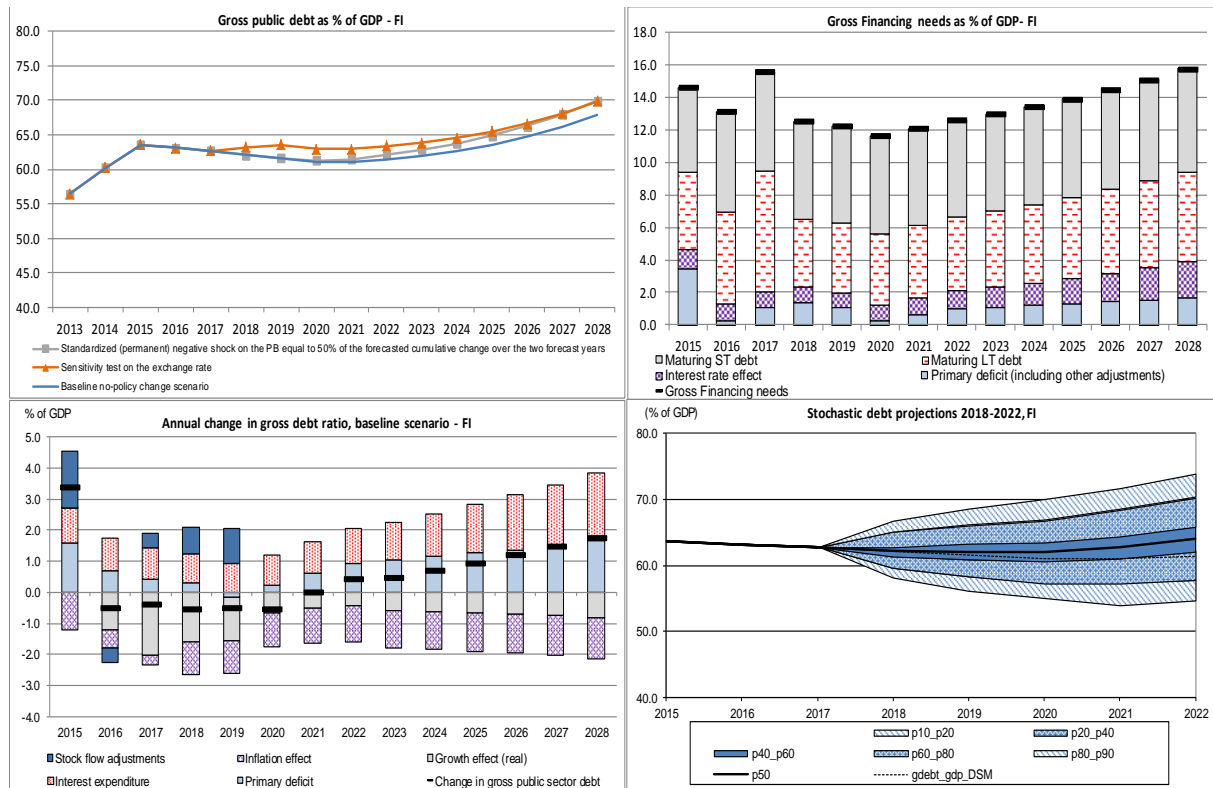 Gross public debt as % of GDP - FI
80.0
75.0
70.0
65.0
60.0
55.0
50.0
45.0
40.0
2013 2014 2015 2016 2017 2018 2019 2020 2021 2022 2023 2024 2025 2026 2027 2028
Standardized (permanent) negative shock on the PB equal to 50% of the forecasted cumulative change over the two forecast years
Sensitivity test on the exchange rate
Baseline no-policy change scenario
Gross Financing needs as % of GDP- FI
18.0
16.0
14.0
12.0
10.0
8.0
6.0
4.0
2.0
0.0
2015 2016 2017 2018 2019 2020 2021 2022 2023 2024 2025 2026 2027 2028
Maturing ST debt Maturing LT debt
Interest rate effect Primary deficit (including other adjustments)
Gross Financing needs
% of GDP
Annual change in gross debt ratio, baseline scenario - FI
5.0
4.0
3.0
2.0
1.0
0.0
-1.0
-2.0
-3.0
-4.0
2015 2016 2017 2018 2019 2020 2021 2022 2023 2024 2025 2026 2027 2028
Stock flow adjustments Inflation effect Growth effect (real)
Interest expenditure Primary deficit Change in gross public sector debt
(% of GDP)
Stochastic debt projections 2018-2022, FI
80.0
70.0
60.0
50.0
40.0
2015 2016 2017 2018 2019 2020 2021 2022
p10_p20 p20_p40
p40_p60 p60_p80 p80_p90
p50 gdebt_gdp_DSM